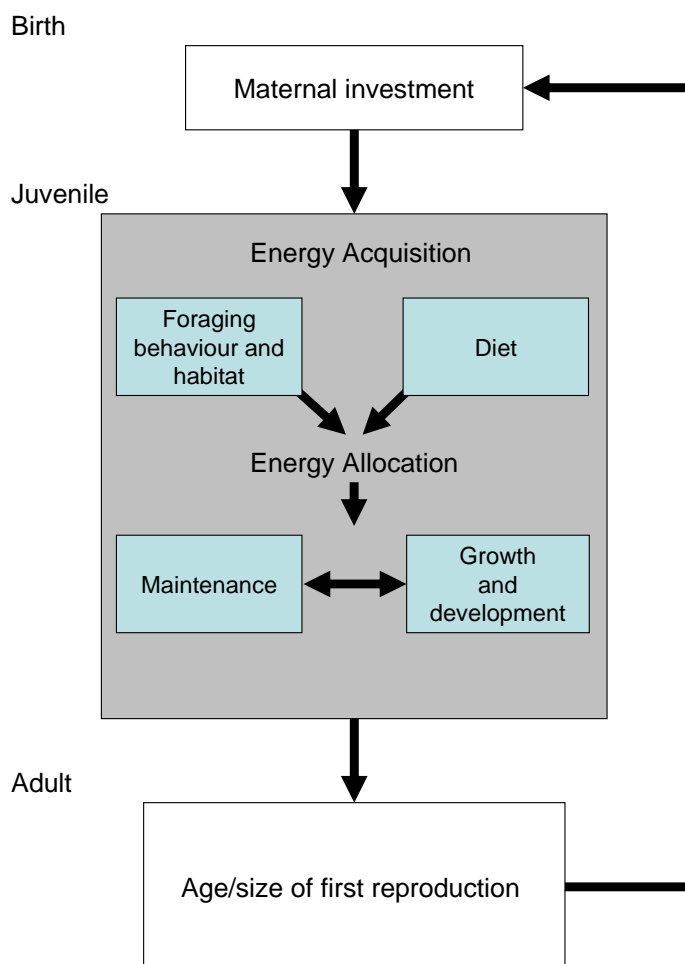 Birth
Maternal investment
Juvenile
Energy Acquisition
Foraging
behaviour and
habitat
Diet
Energy Allocation
Maintenance
Growth
and
development
Adult
Age/size of first reproduction